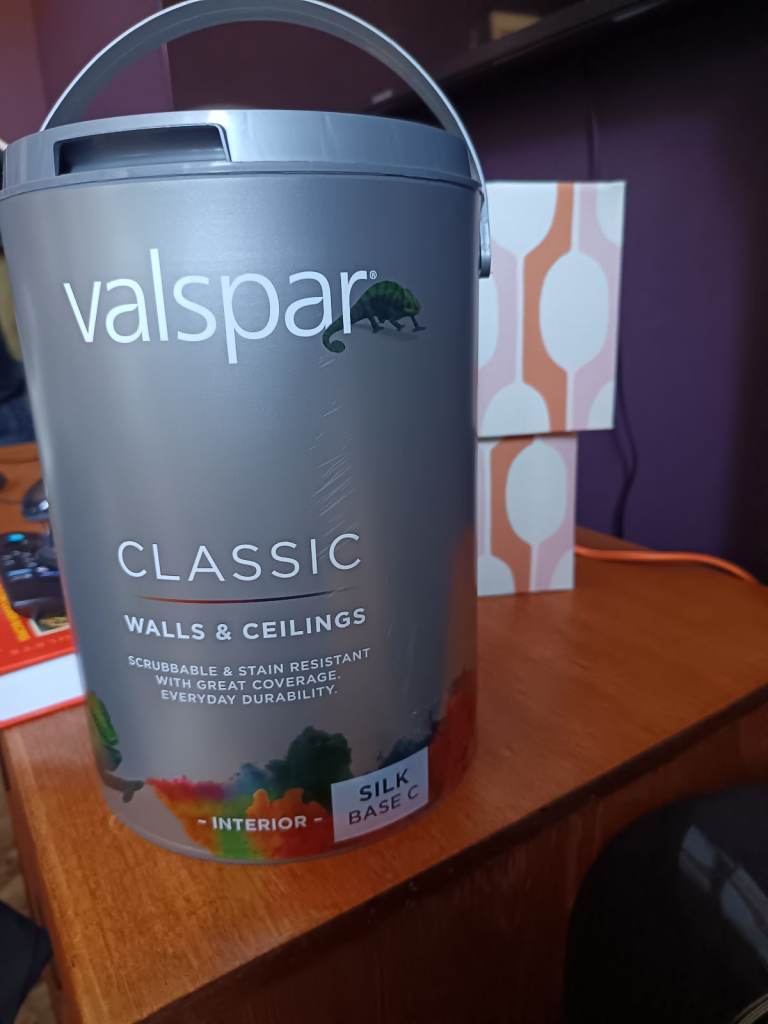 valspar®
CLASSIC
WALLS & CEILINGS
SCRUBBABLE & STAIN RESISTANT
WITH GREAT COVERAGE.
EVERYDAY DURABILITY.
~ INTERIOR ~
SILK
BASE C